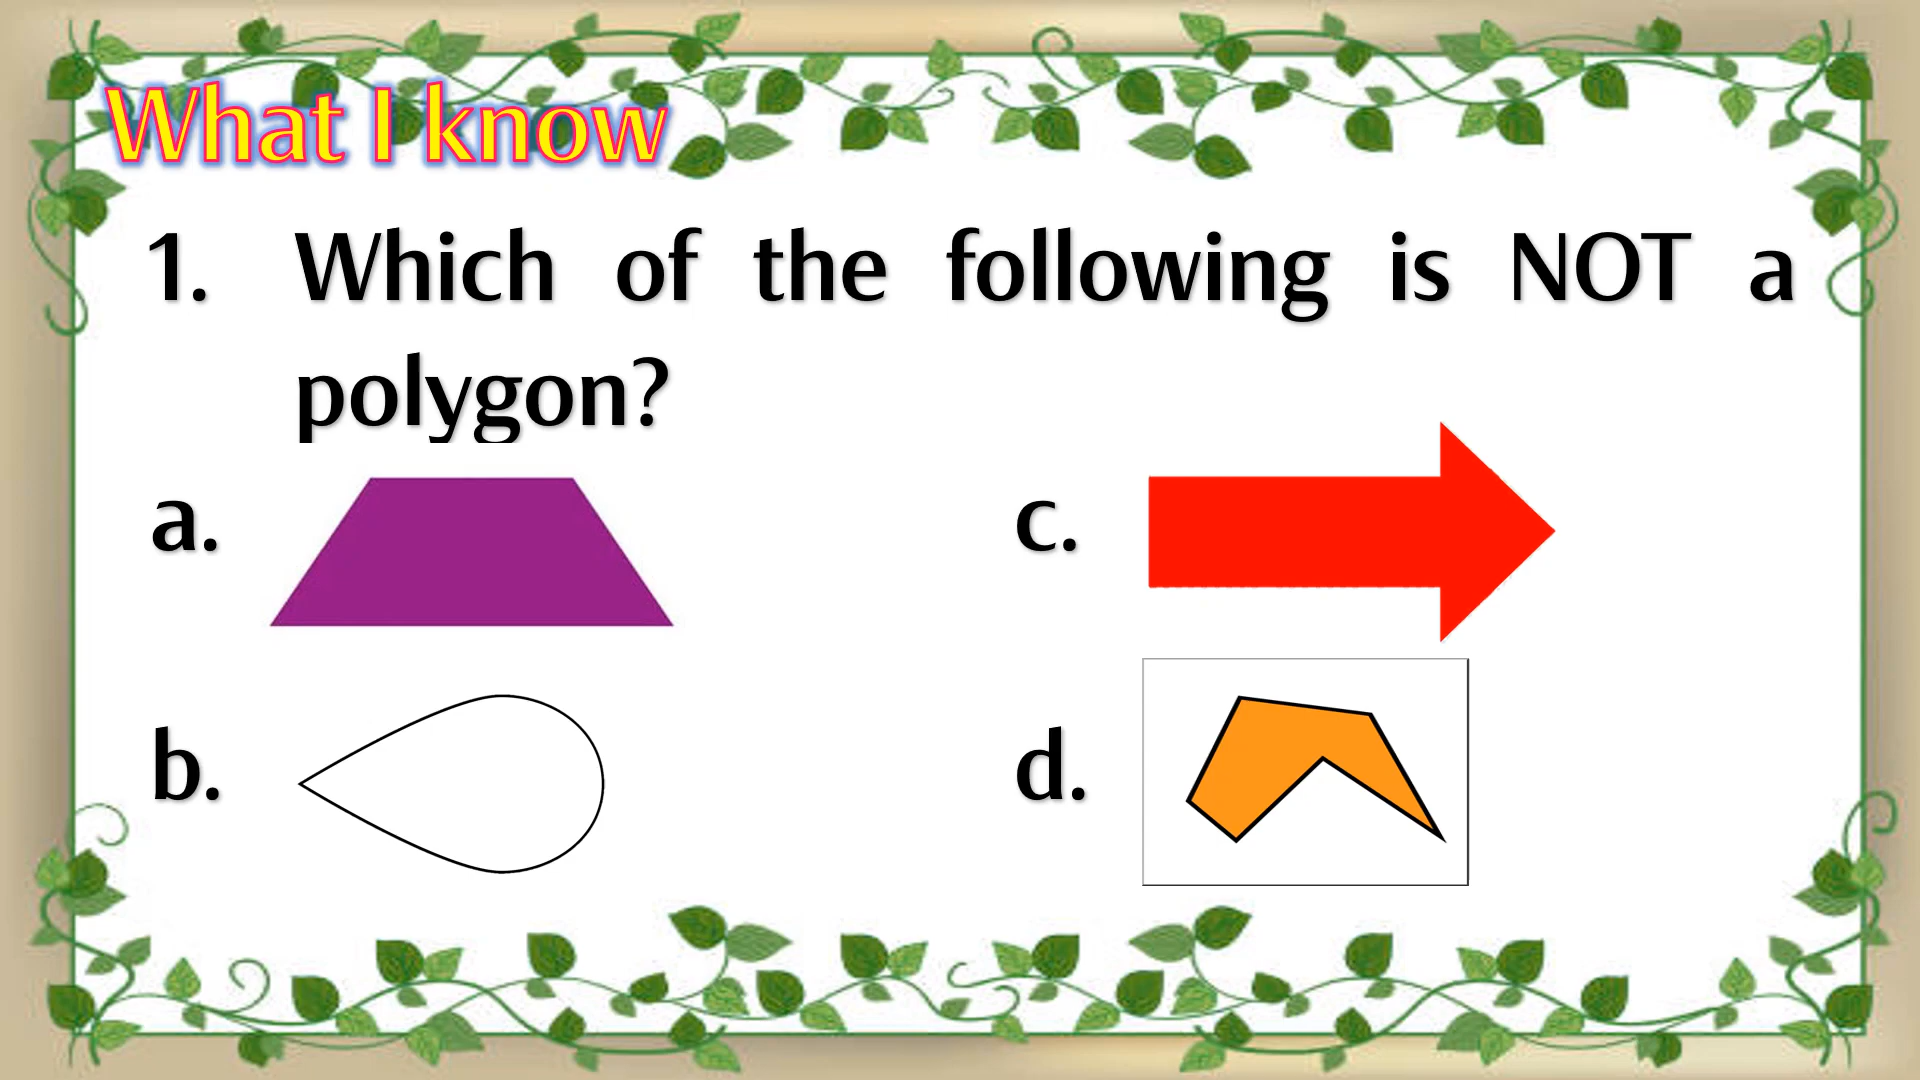 What I know
1. Which of the following is NOT a
polygon?
a.
c.
b.
d.